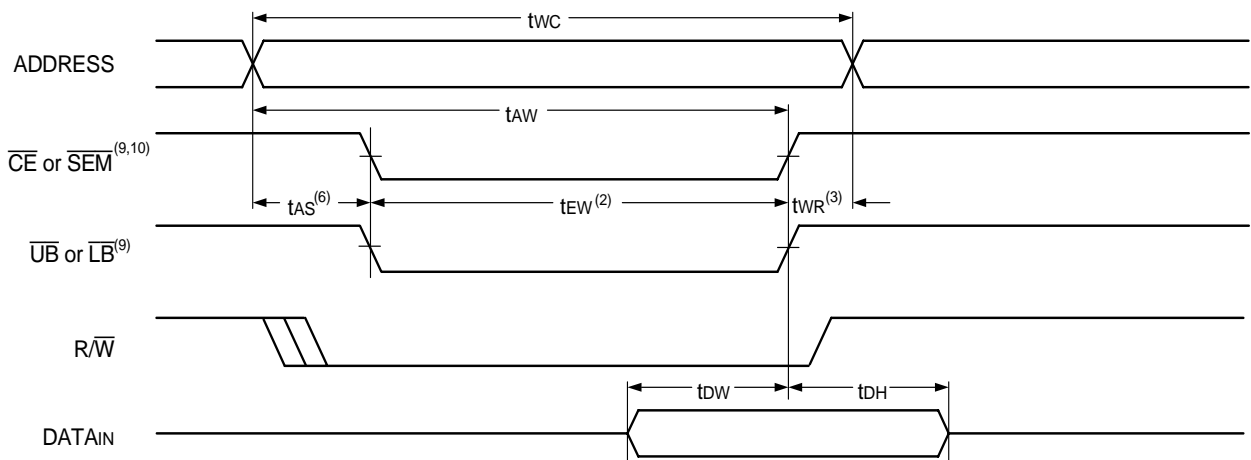 tWC
ADDRESS
tAW
CE or SEM(9,10)
tAS(6)
tEW(2)
tWR(3)
UB or LB(9)
R/W
tDW
tDH
DATAIN